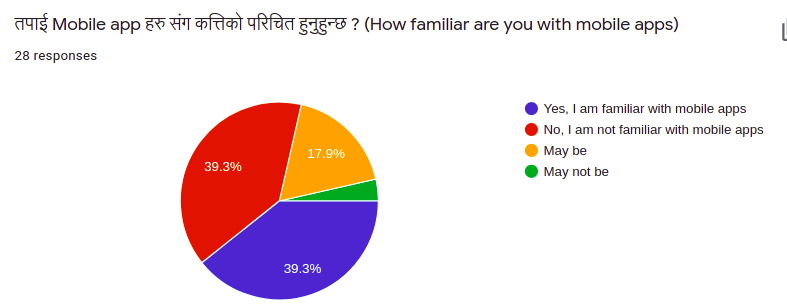 तपाई Mobile app हरु संग कत्तिको परिचित हुनुहुन्छ ? (How familiar are you with mobile apps)
28 responses
Yes, I am familiar with mobile apps
No, I am not familiar with mobile apps
May be
May not be
17.9%
39.3%
39.3%